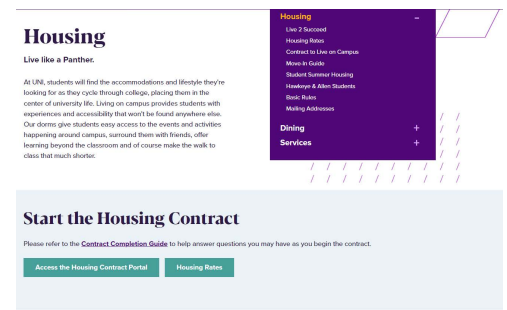 Housing
Live like a Panther.
At UNI, students will find the accommodations and lifestyle they're
looking for as they cycle through college, placing them in the
center of university life. Living on campus provides students with
experiences and accessibility that won't be found anywhere else.
Our dorms give students easy access to the events and activities
happening around campus, surround them with friends, offer
learning beyond the classroom and of course make the walk to
class that much shorter.
Housing –
Live 2 Succeed
Housing Rates
Contract to Live on Campus
Move-In Guide
Student Summer Housing
Hawkeye & Allen Students
Basic Rules
Mailing Addresses
Dining +
Services +
Start the Housing Contract
Please refer to the Contract Completion Guide to help answer questions you may have as you begin the contract.
Access the Housing Contract Portal
Housing Rates